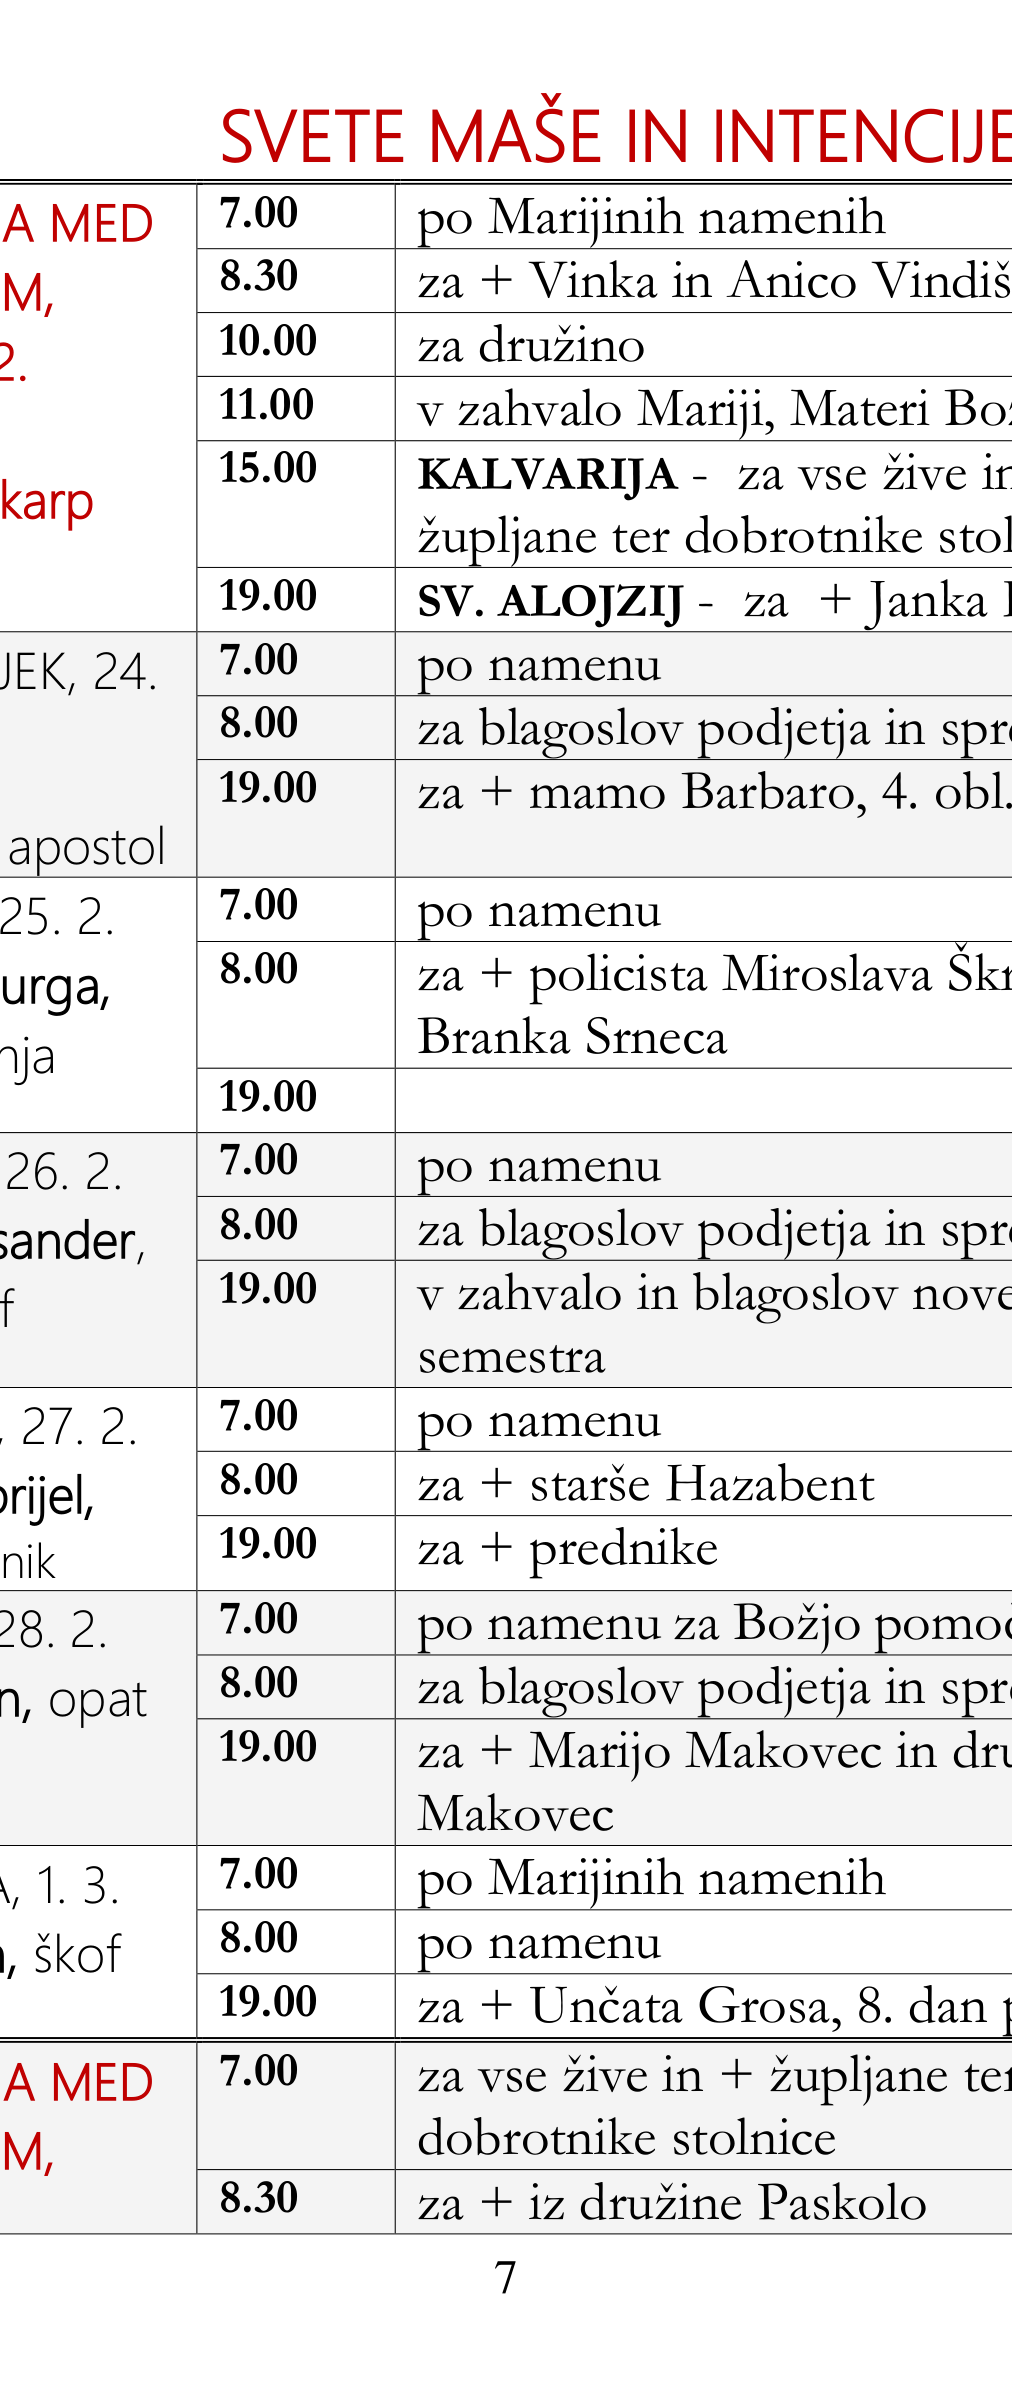 SVETE MAŠE IN INTENCIJE
A MED 7.00 po Marijinih namenih
M, 8.30 za + Vinka in Anico Vindiš
2. 10.00 za družino
11.00 v zahvalo Mariji, Materi Bož
karp 15.00 KALVARIJA - za vse žive in
župljane ter dobrotnike stol
19.00 SV. ALOJZIJ - za + Janka
JEK, 24. 7.00 po namenu
8.00 za blagoslov podjetja in spre
19.00 za + mamo Barbaro, 4. obl.
apostol
25. 2. 7.00 po namenu
urga, 8.00 za + policista Miroslava Škr
nja Branka Srneca
19.00
26. 2. 7.00 po namenu
sander, 8.00 za blagoslov podjetja in spre
f 19.00 v zahvalo in blagoslov nove
semestra
, 27. 2. 7.00 po namenu
brijel, 8.00 za + starše Hazabent
nik 19.00 za + prednike
28. 2. 7.00 po namenu za Božjo pomoč
n, opat 8.00 za blagoslov podjetja in spre
19.00 za + Marijo Makovec in dru
Makovec
A, 1. 3. 7.00 po Marijinih namenih
n, škof 8.00 po namenu
19.00 za + Unčata Grosa, 8. dan p
A MED 7.00 za vse žive in + župljane ter
M, dobrotnike stolnice
8.30 za + iz družine Paskolo
7